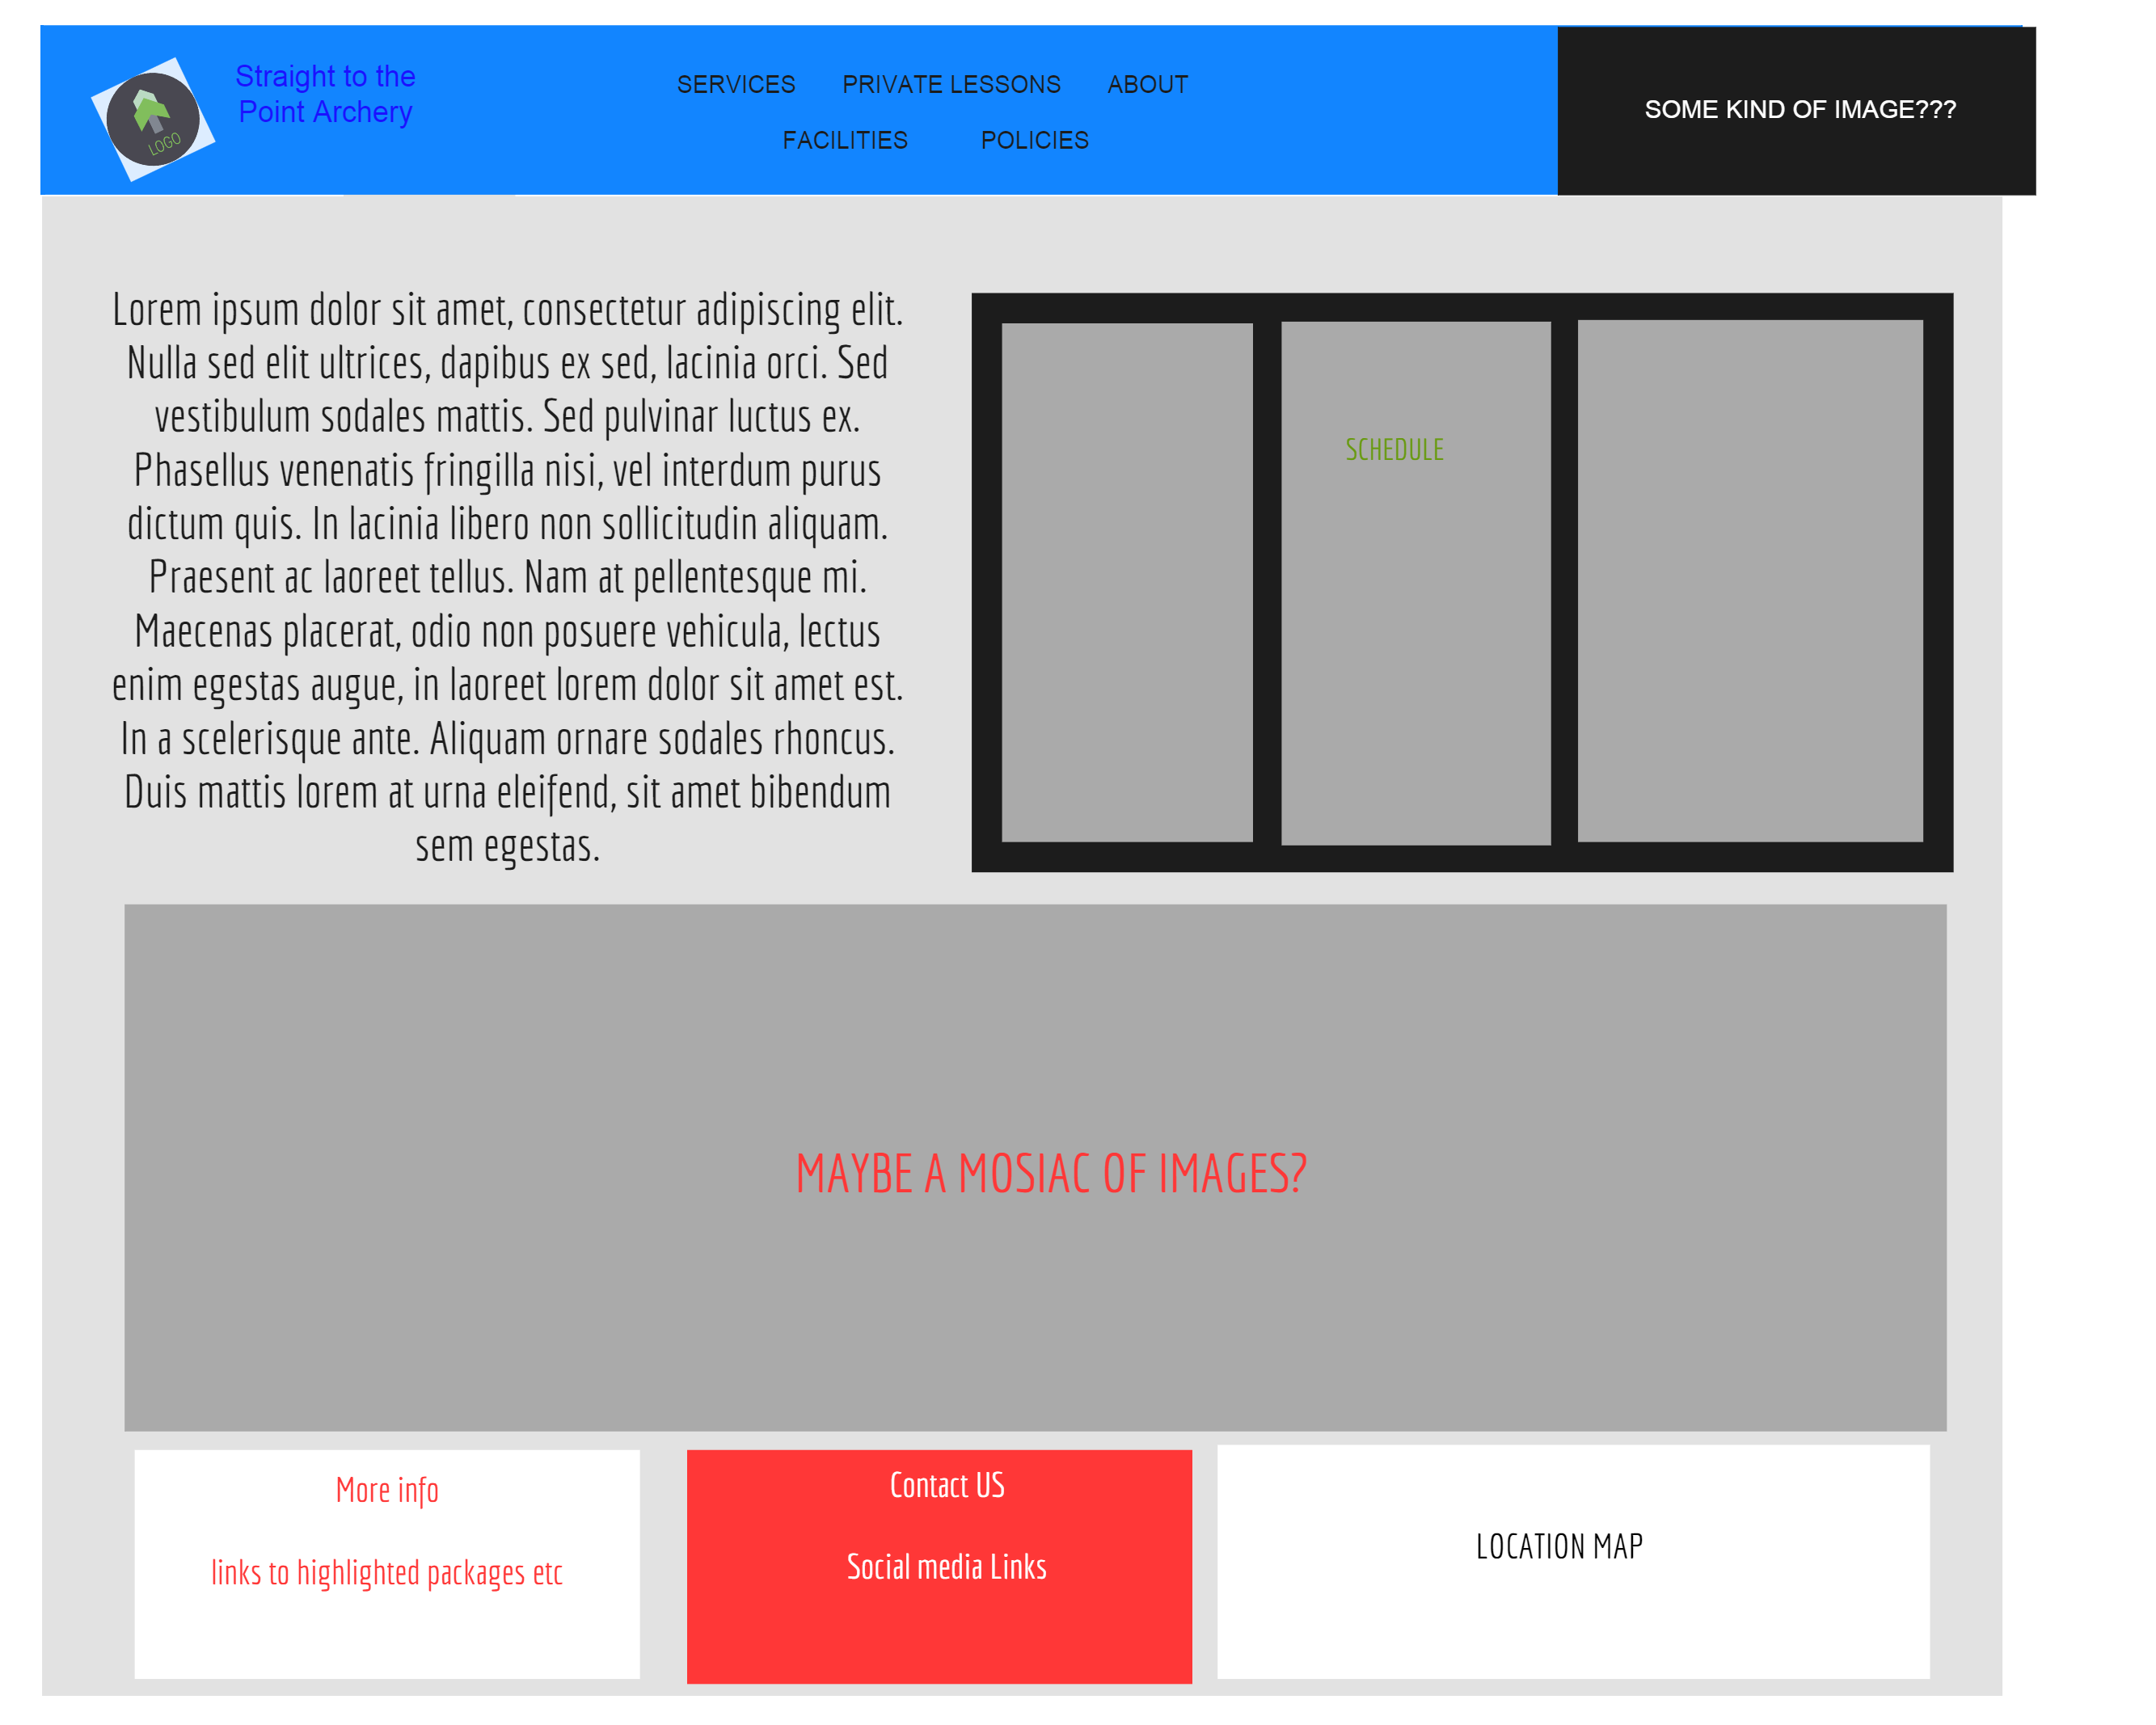 LOGO
Straight to the
Point Archery
SERVICES PRIVATE LESSONS ABOUT
FACILITIES POLICIES
SOME KIND OF IMAGE???
Lorem ipsum dolor sit amet, consectetur adipiscing elit.
Nulla sed elit ultrices, dapibus ex sed, lacinia orci. Sed
vestibulum sodales mattis. Sed pulvinar luctus ex.
Phasellus venenatis fringilla nisi, vel interdum purus
dictum quis. In lacinia libero non sollicitudin aliquam.
Praesent ac laoreet tellus. Nam at pellentesque mi.
Maecenas placerat, odio non posuere vehicula, lectus
enim egestas augue, in laoreet lorem dolor sit amet est.
In a scelerisque ante. Aliquam ornare sodales rhoncus.
Duis mattis lorem at urna eleifend, sit amet bibendum
sem egestas.
SCHEDULE
MAYBE A MOSIAC OF IMAGES?
More info
links to highlighted packages etc
Contact US
Social media Links
LOCATION MAP